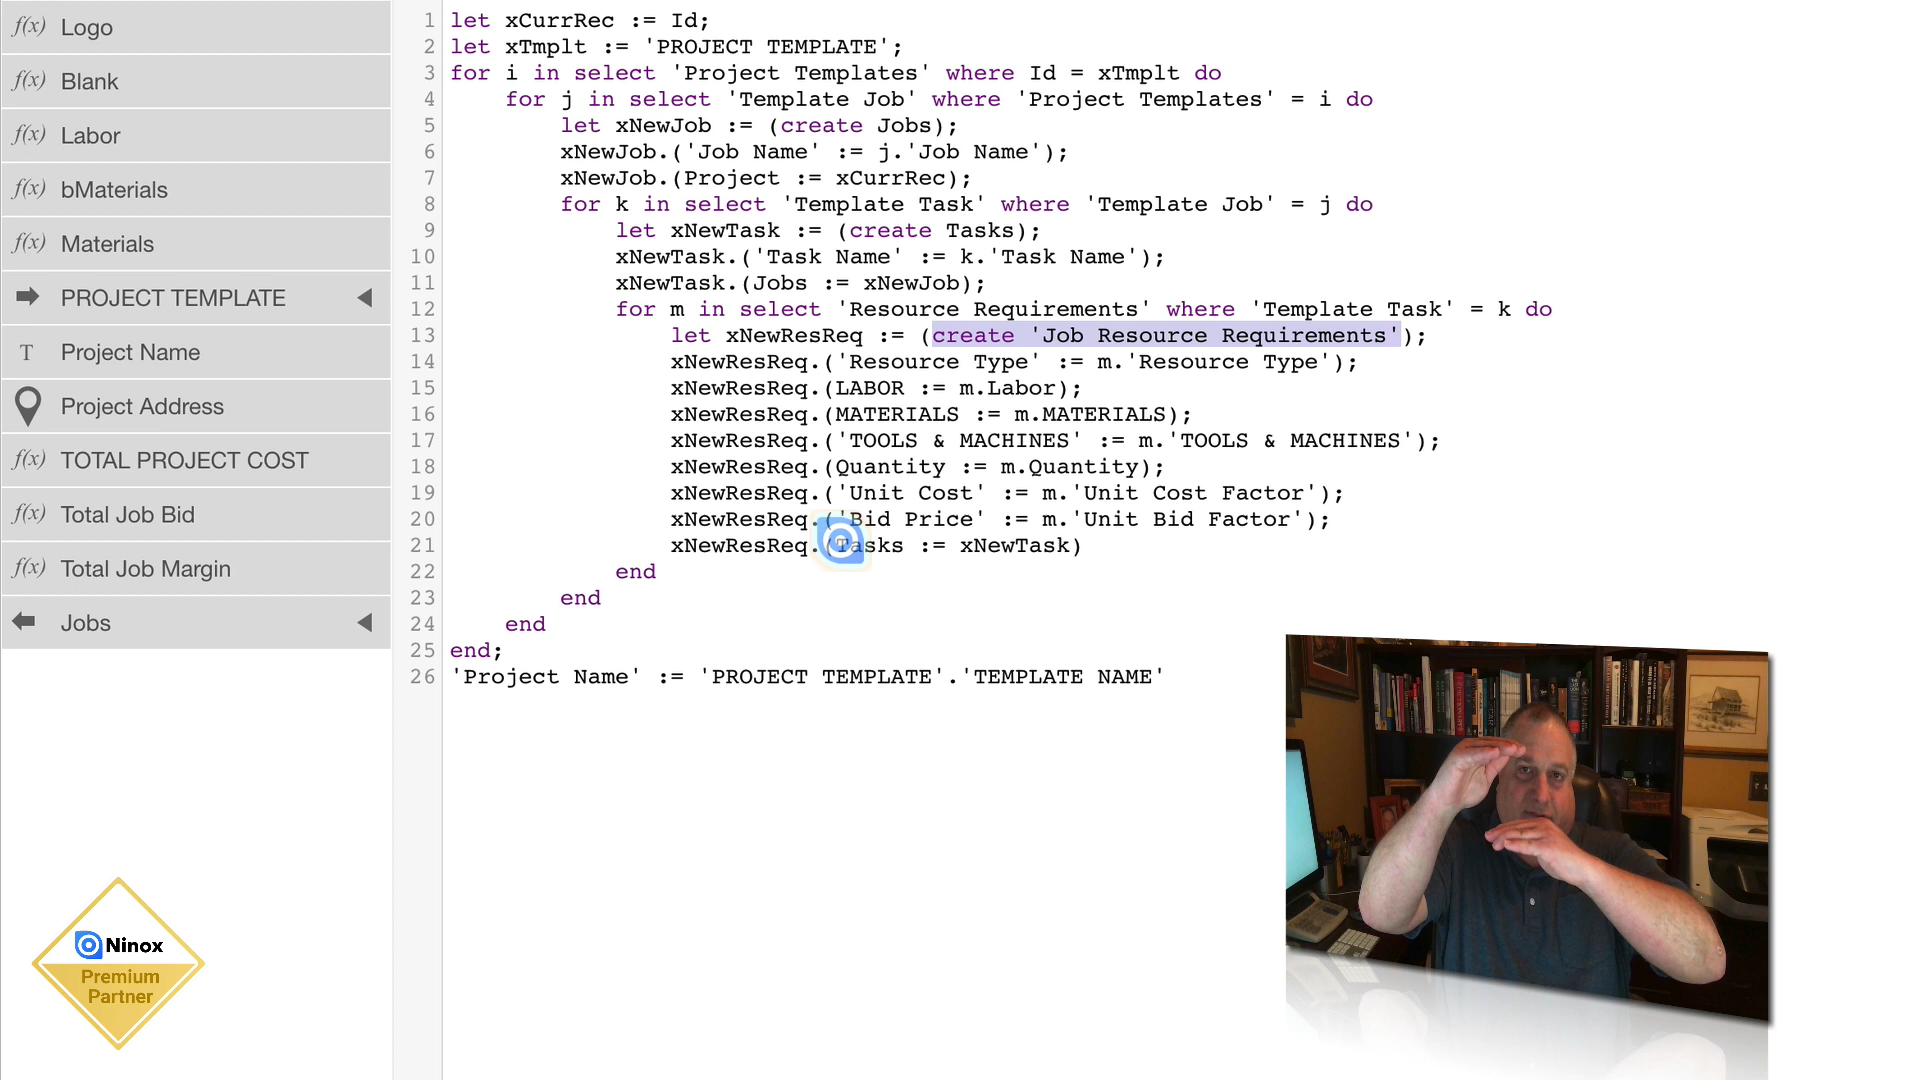 f(x) Logo
f(x) Blank
f(x) Labor
f(x) bMaterials
f(x) Materials
PROJECT TEMPLATE
T Project Name
Project Address
f(x) TOTAL PROJECT COST
f(x) Total Job Bid
f(x) Total Job Margin
Jobs
Ninox
Premium
Partner
1 let xCurrRec := Id;
2 let xTmplt := 'PROJECT TEMPLATE';
3 for i in select 'Project Templates' where Id = xTmplt do
4 for j in select 'Template Job' where 'Project Templates' = i do
5 let xNewJob := (create Jobs);
6 xNewJob.('Job Name' := j.'Job Name');
7 xNewJob.(Project := xCurrRec);
8 for k in select 'Template Task' where 'Template Job' = j do
9 let xNewTask := (create Tasks);
10 xNewTask.('Task Name' := k.'Task Name');
11 xNewTask.(Jobs := xNewJob);
12 for m in select 'Resource Requirements' where 'Template Task' = k do
13 let xNewResReq := (create 'Job Resource Requirements');
14 xNewResReq.('Resource Type' := m.'Resource Type');
15 xNewResReq.(LABOR := m.Labor);
16 xNewResReq.(MATERIALS := m.MATERIALS);
17 xNewResReq.('TOOLS & MACHINES' := m.'TOOLS & MACHINES');
18 xNewResReq.(Quantity := m.Quantity);
19 xNewResReq.('Unit Cost' := m.'Unit Cost Factor');
20 xNewResReq.('Bid Price' := m.'Unit Bid Factor');
21 xNewResReq.(Tasks := xNewTask)
22 end
23 end
24 end
25 end;
26 'Project Name' := 'PROJECT TEMPLATE'.'TEMPLATE NAME'